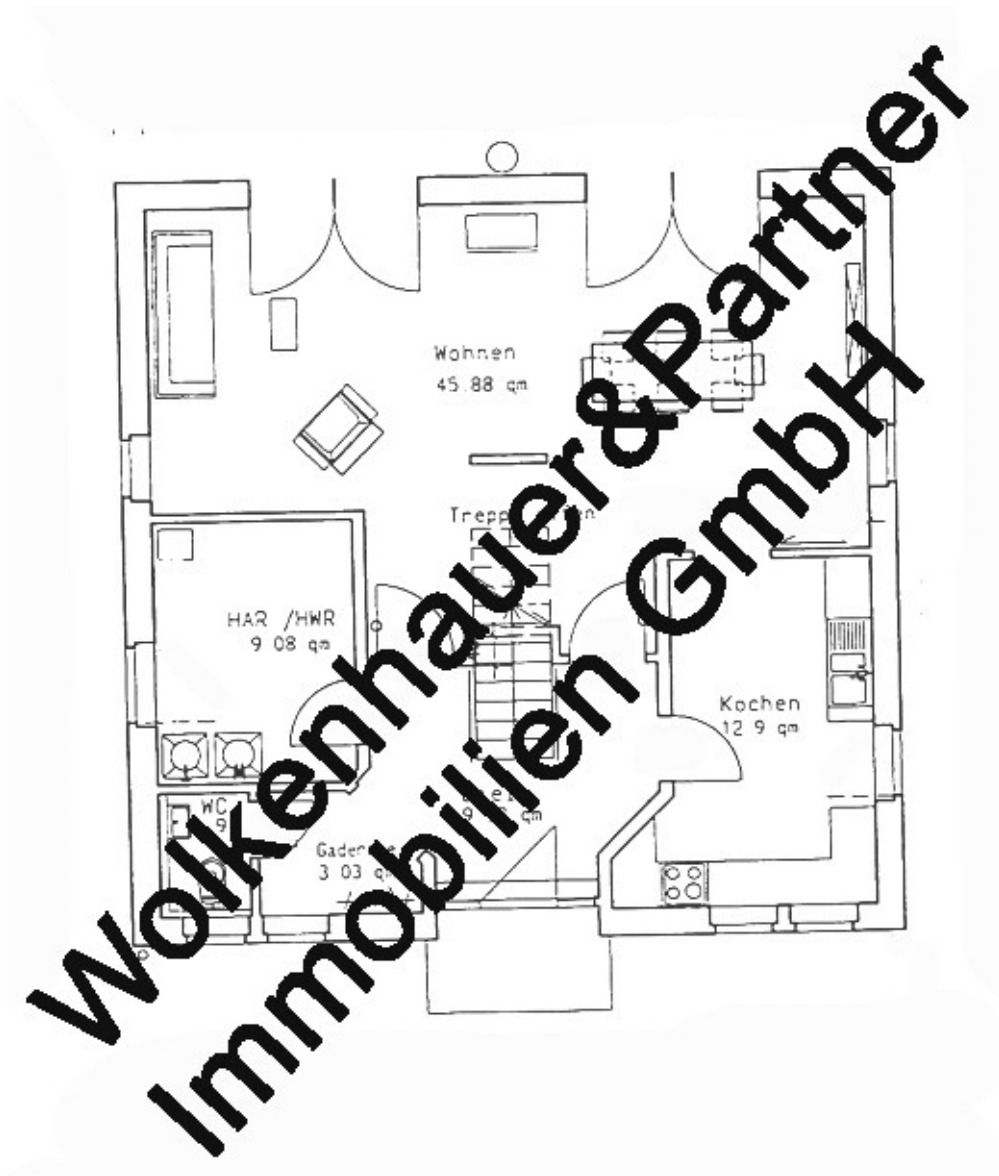 Wolkenhauer&Partner
Immobilien GmbH
Wohnen
45.88 qm
HAR /HWR
9 08 qm
Kochen
12 9 qm
WC
3 03